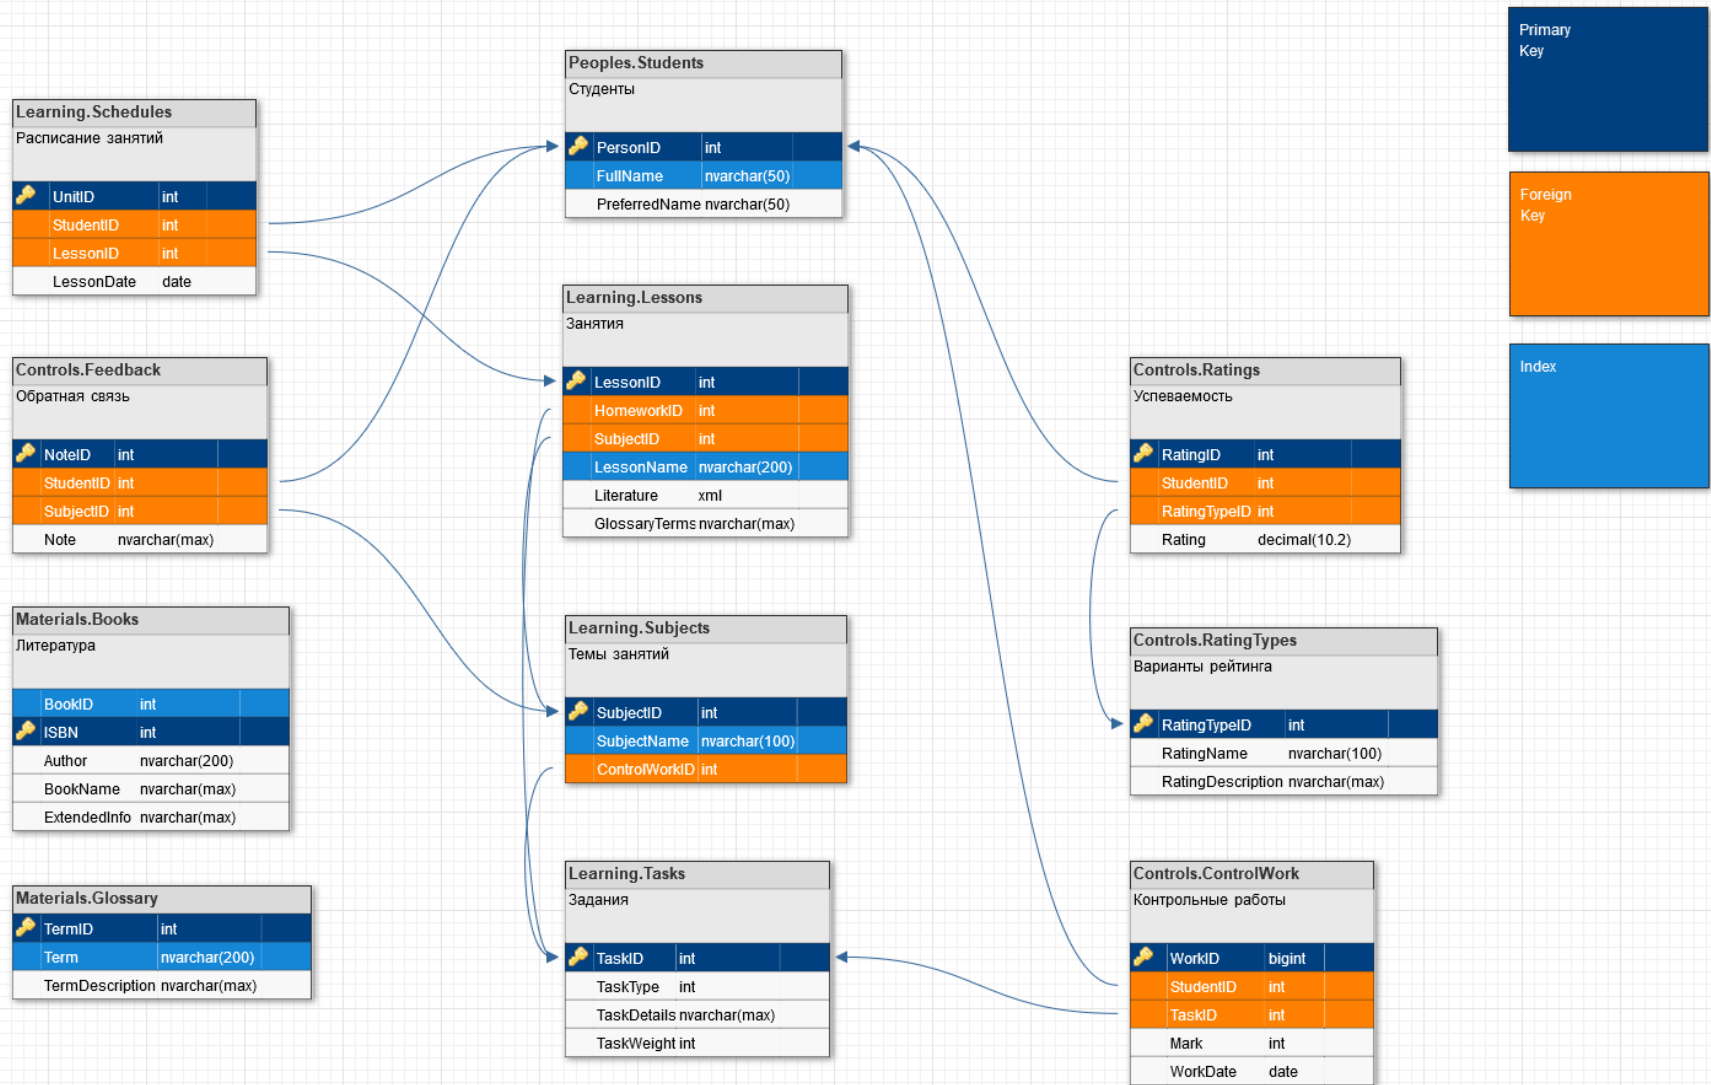 Learning.Schedules
Расписание занятий
UnitID int
StudentID int
LessonID int
LessonDate date
Controls.Feedback
Обратная связь
NoteID int
StudentID int
SubjectID int
Note nvarchar(max)
Materials.Books
Литература
BookID int
ISBN int
Author nvarchar(200)
BookName nvarchar(max)
ExtendedInfo nvarchar(max)
Materials.Glossary
TermID int
Term nvarchar(200)
TermDescription nvarchar(max)
Peoples.Students
Студенты
PersonID int
FullName nvarchar(50)
PreferredName nvarchar(50)
Learning.Lessons
Занятия
LessonID int
HomeworkID int
SubjectID int
LessonName nvarchar(200)
Literature xml
GlossaryTerms nvarchar(max)
Learning.Subjects
Темы занятий
SubjectID int
SubjectName nvarchar(100)
ControlWorkID int
Learning.Tasks
Задания
TaskID int
TaskType int
TaskDetails nvarchar(max)
TaskWeight int
Controls.Ratings
Успеваемость
RatingID int
StudentID int
RatingTypeID int
Rating decimal(10.2)
Controls.RatingTypes
Варианты рейтинга
RatingTypeID int
RatingName nvarchar(100)
RatingDescription nvarchar(max)
Controls.ControlWork
Контрольные работы
WorkID bigint
StudentID int
TaskID int
Mark int
WorkDate date
Primary
Key
Foreign
Key
Index